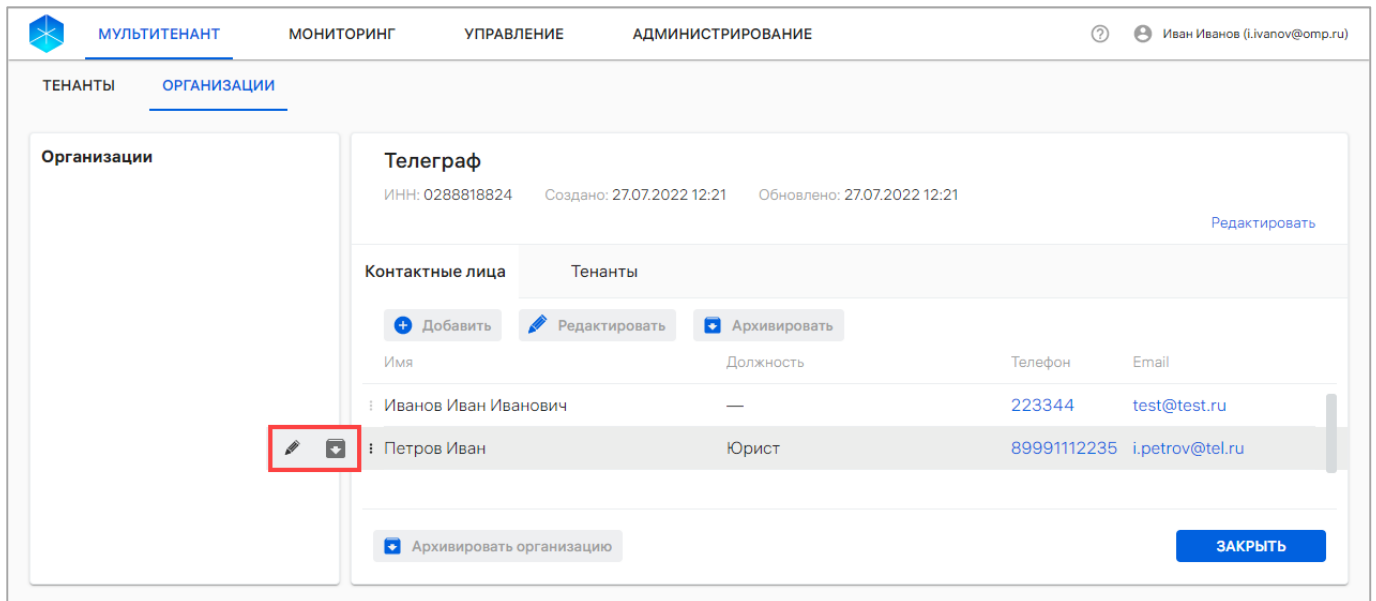 МУЛЬТИТЕНАНТ МОНИТОРИНГ УПРАВЛЕНИЕ АДМИНИСТРИРОВАНИЕ Иван Иванов (i.ivanov@omp.ru)
ТЕНАНТЫ ОРГАНИЗАЦИИ
Организации
Телеграф
ИНН: 0288818824 Создано: 27.07.2022 12:21 Обновлено: 27.07.2022 12:21
Редактировать
Контактные лица Тенанты
Добавить Редактировать Архивировать
Имя Должность Телефон Email
Иванов Иван Иванович — 223344 test@test.ru
Петров Иван Юрист 89991112235 i.petrov@tel.ru
Архивировать организацию ЗАКРЫТЬ